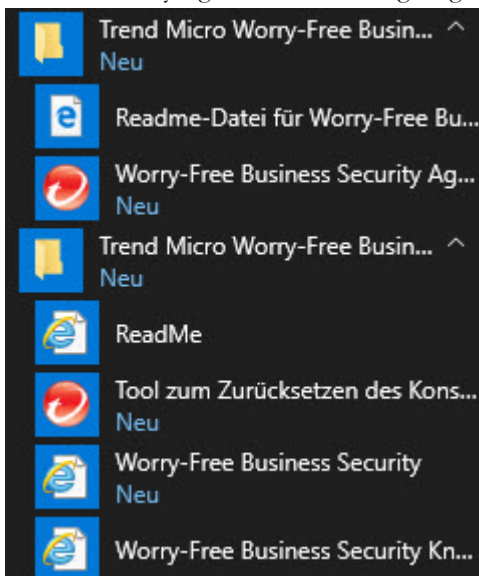 Trend Micro Worry-Free Busin...
Neu
Readme-Datei für Worry-Free Bu...
Worry-Free Business Security Ag...
Neu
Trend Micro Worry-Free Busin...
Neu
ReadMe
Tool zum Zurücksetzen des Kons...
Neu
Worry-Free Business Security
Neu
Worry-Free Business Security Kn...